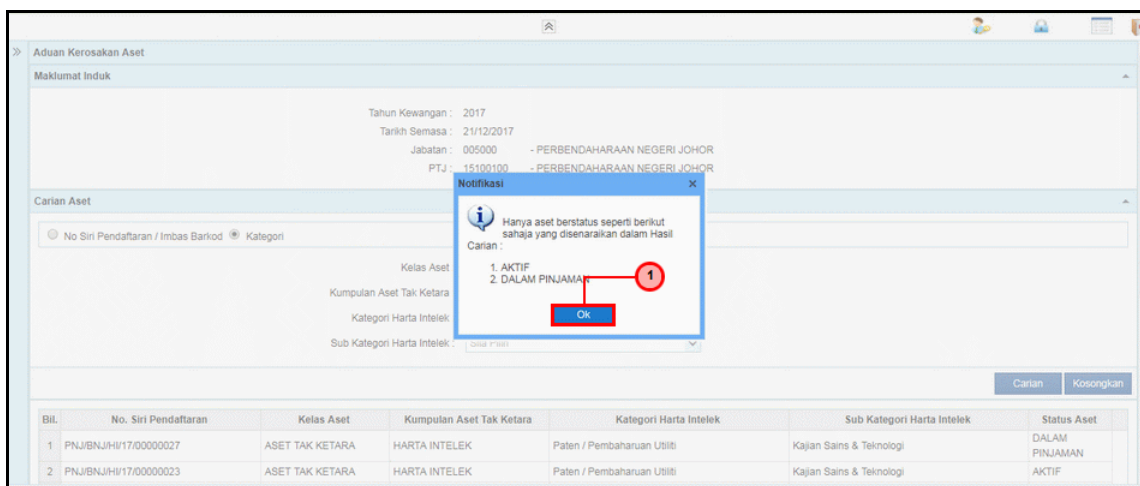 Aduan Kerosakan Aset
Maklumat Induk
Tahun Kewangan : 2017
Tarikh Semasa : 21/12/2017
Jabatan : 005000 - PERBENDAHARAAN NEGERI JOHOR
PTJ : 15100100 - PERBENDAHARAAN NEGERI JOHOR
Notifikasi
Hanya aset berstatus seperti berikut
sahaja yang disenaraikan dalam Hasil
Carian :
1. AKTIF
2. DALAM PINJAMAN
1
Ok
Carian Aset
No Siri Pendaftaran / Imbas Barkod Kategori
Kelas Aset
Kumpulan Aset Tak Ketara
Kategori Harta Intelek
Sub Kategori Harta Intelek : Sila Pilih
Carian Kosongkan
Bil. No. Siri Pendaftaran Kelas Aset Kumpulan Aset Tak Ketara Kategori Harta Intelek Sub Kategori Harta Intelek Status Aset
1 PNJ/BNJ/HI/17/00000027 ASET TAK KETARA HARTA INTELEK Paten / Pembaharuan Utiliti Kajian Sains & Teknologi DALAM
PINJAMAN
2 PNJ/BNJ/HI/17/00000023 ASET TAK KETARA HARTA INTELEK Paten / Pembaharuan Utiliti Kajian Sains & Teknologi AKTIF